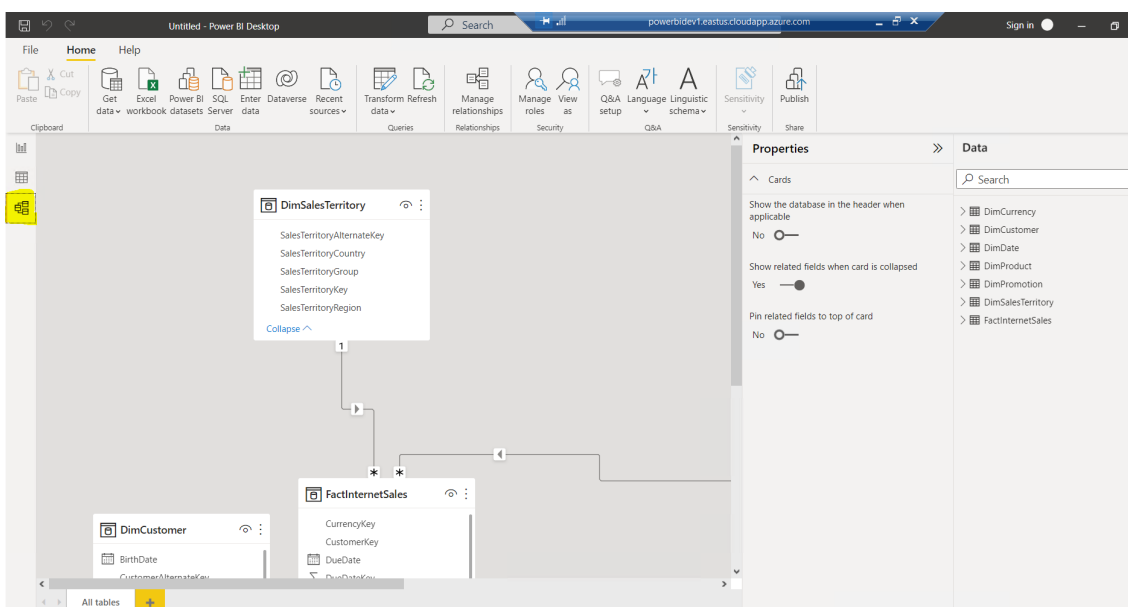 Untitled - Power BI Desktop
Search
powerbidev1.eastus.cloudapp.azure.com
Sign in
File Home Help
Paste
Cut
Copy
Get data
Excel workbook
Power BI datasets
SQL Server
Enter data
Dataverse
Recent sources
Transform data
Refresh
Manage relationships
Manage roles
View as
Q&A setup
Language
Linguistic schema
Sensitivity
Publish
Clipboard
Data
Queries
Relationships
Security
Q&A
Sensitivity
Share
DimSalesTerritory
SalesTerritoryAlternateKey
SalesTerritoryCountry
SalesTerritoryGroup
SalesTerritoryKey
SalesTerritoryRegion
Collapse
1
* *
FactInternetSales
CurrencyKey
CustomerKey
DueDate
DueDateKey
DimCustomer
BirthDate
CustomerAlternateKey
All tables
+
Properties
Cards
Show the database in the header when
applicable
No
Show related fields when card is collapsed
Yes
Pin related fields to top of card
No
Data
Search
DimCurrency
DimCustomer
DimDate
DimProduct
DimPromotion
DimSalesTerritory
FactInternetSales